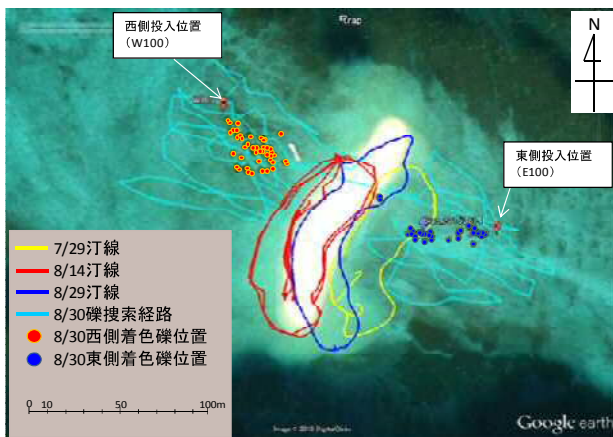 西側投入位置
（W100）
Trap
N
東側投入位置
（E100）
7/29汀線
8/14汀線
8/29汀線
8/30礫捜索経路
8/30西側着色礫位置
8/30東側着色礫位置
0 10 50 100m
Google earth